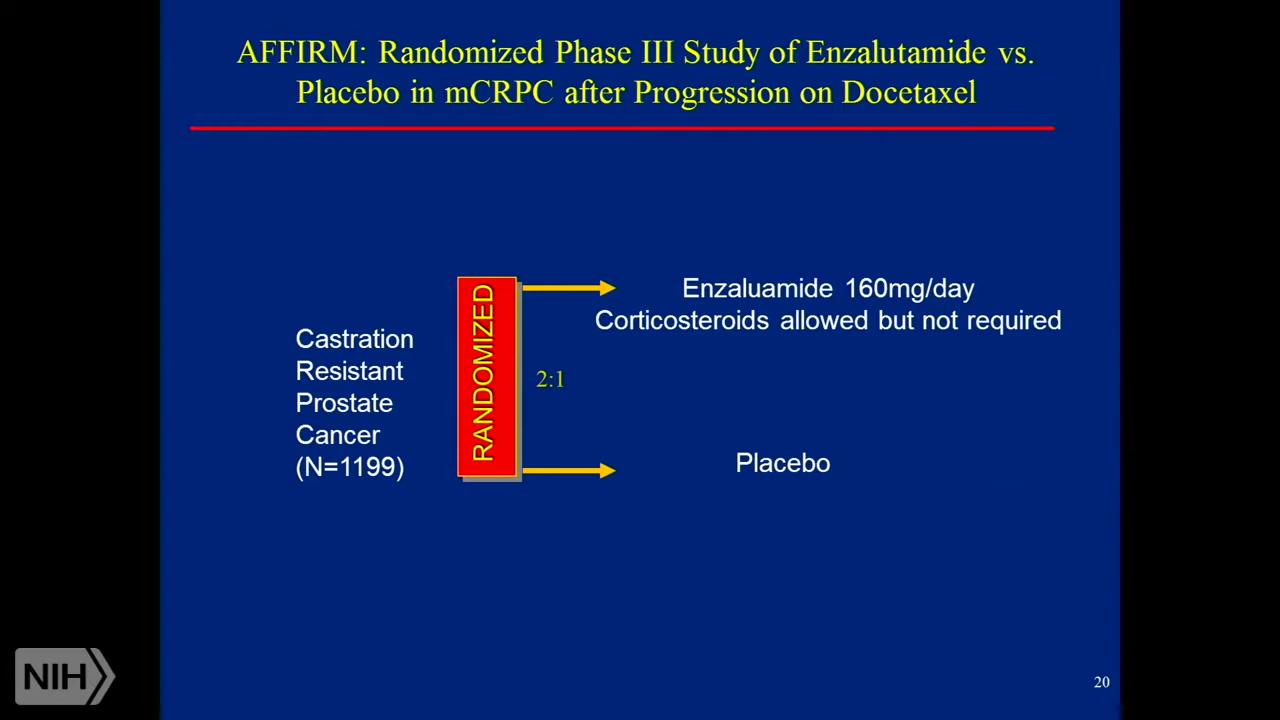 AFFIRM: Randomized Phase III Study of Enzalutamide vs.
Placebo in mCRPC after Progression on Docetaxel
Castration
Resistant
Prostate
Cancer
(N=1199)
RANDOMIZED
2:1
Enzaluamide 160mg/day
Corticosteroids allowed but not required
Placebo
NIH
20